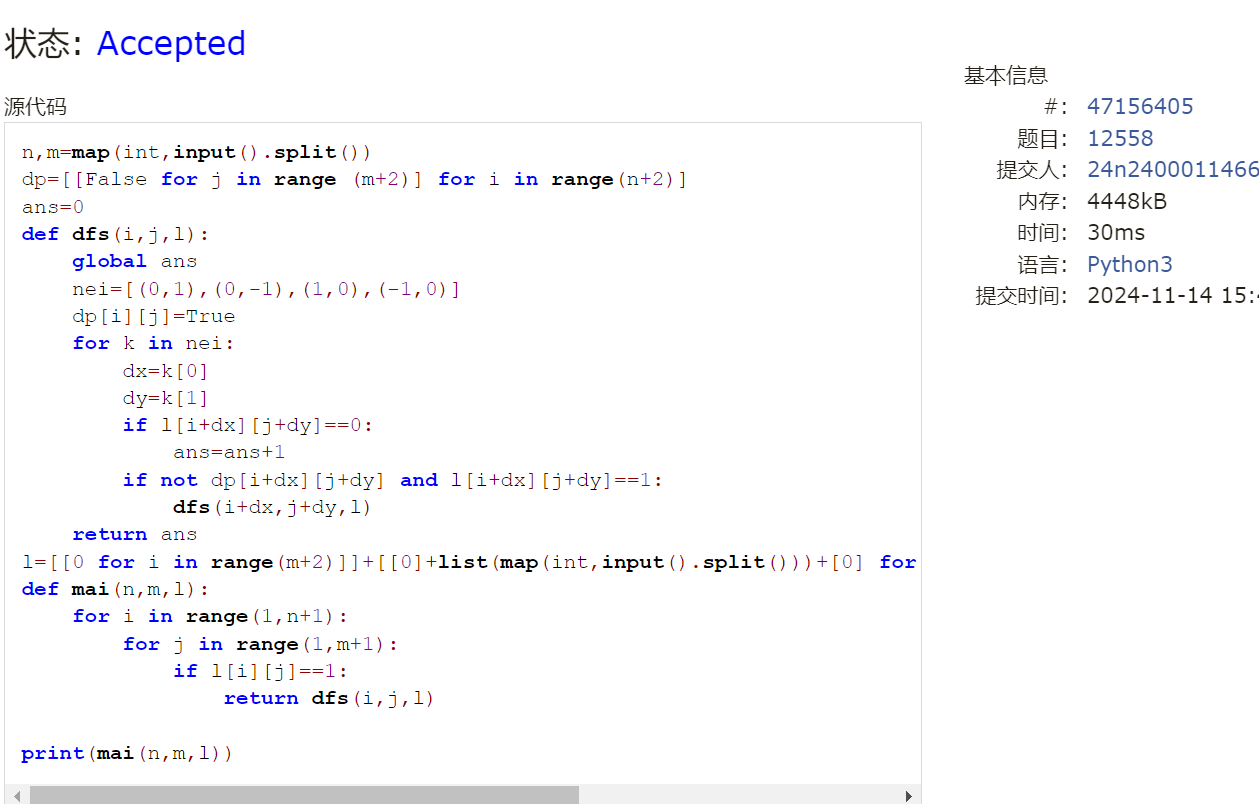 状态: Accepted
源代码
n,m=map(int,input().split())
dp=[[False for j in range (m+2)] for i in range(n+2)]
ans=0
def dfs(i,j,l):
    global ans
    nei=[(0,1),(0,-1),(1,0),(-1,0)]
    dp[i][j]=True
    for k in nei:
        dx=k[0]
        dy=k[1]
        if l[i+dx][j+dy]==0:
            ans=ans+1
        if not dp[i+dx][j+dy] and l[i+dx][j+dy]==1:
            dfs(i+dx,j+dy,l)
    return ans
l=[[0 for i in range(m+2)]]+[[0]+list(map(int,input().split()))+[0] for
def mai(n,m,l):
    for i in range(1,n+1):
        for j in range(1,m+1):
            if l[i][j]==1:
                return dfs(i,j,l)
print(mai(n,m,l))
基本信息
#: 47156405
题目: 12558
提交人: 24n2400011466
内存: 4448kB
时间: 30ms
语言: Python3
提交时间: 2024-11-14 15: